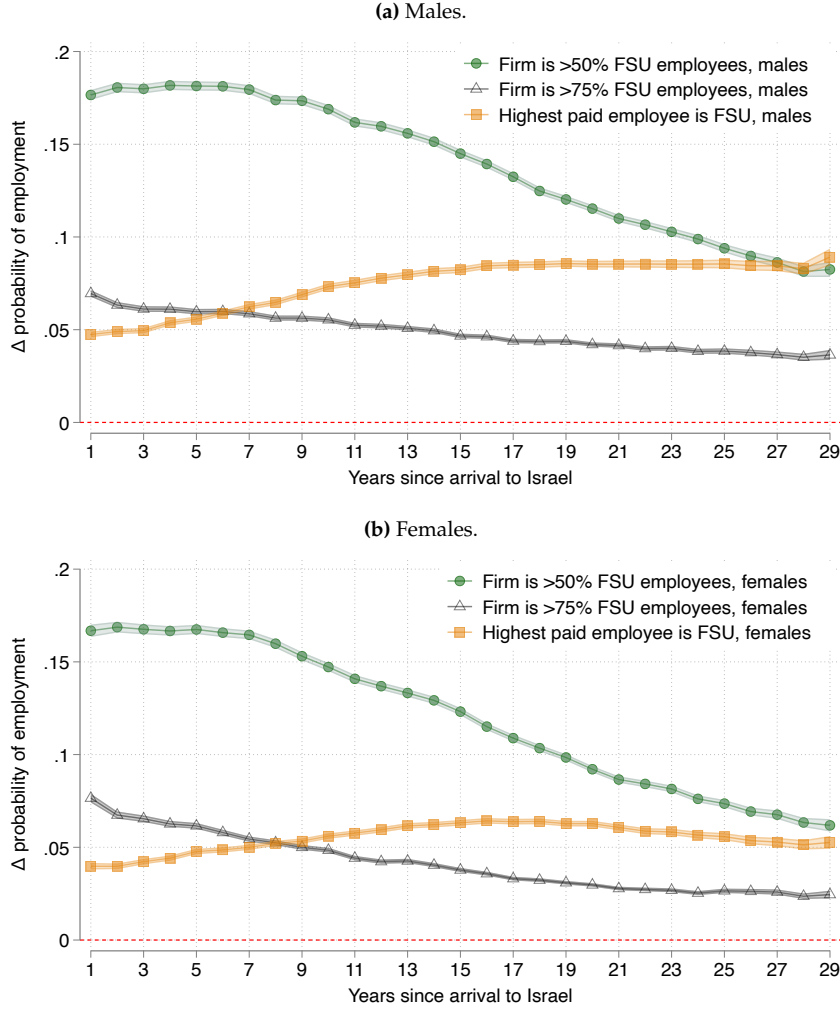 (a) Males.
.2
.15
.1
.05
0
Δ probability of employment
Firm is >50% FSU employees, males
Firm is >75% FSU employees, males
Highest paid employee is FSU, males
1 3 5 7 9 11 13 15 17 19 21 23 25 27 29
Years since arrival to Israel
(b) Females.
.2
.15
.1
.05
0
Δ probability of employment
Firm is >50% FSU employees, females
Firm is >75% FSU employees, females
Highest paid employee is FSU, females
1 3 5 7 9 11 13 15 17 19 21 23 25 27 29
Years since arrival to Israel